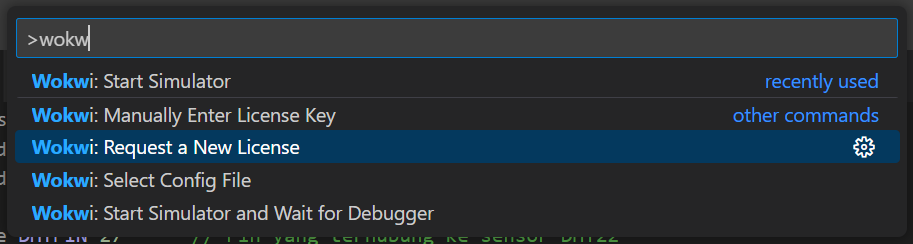 >wokw
Wokwi: Start Simulator recently used
Wokwi: Manually Enter License Key other commands
Wokwi: Request a New License
Wokwi: Select Config File
Wokwi: Start Simulator and Wait for Debugger